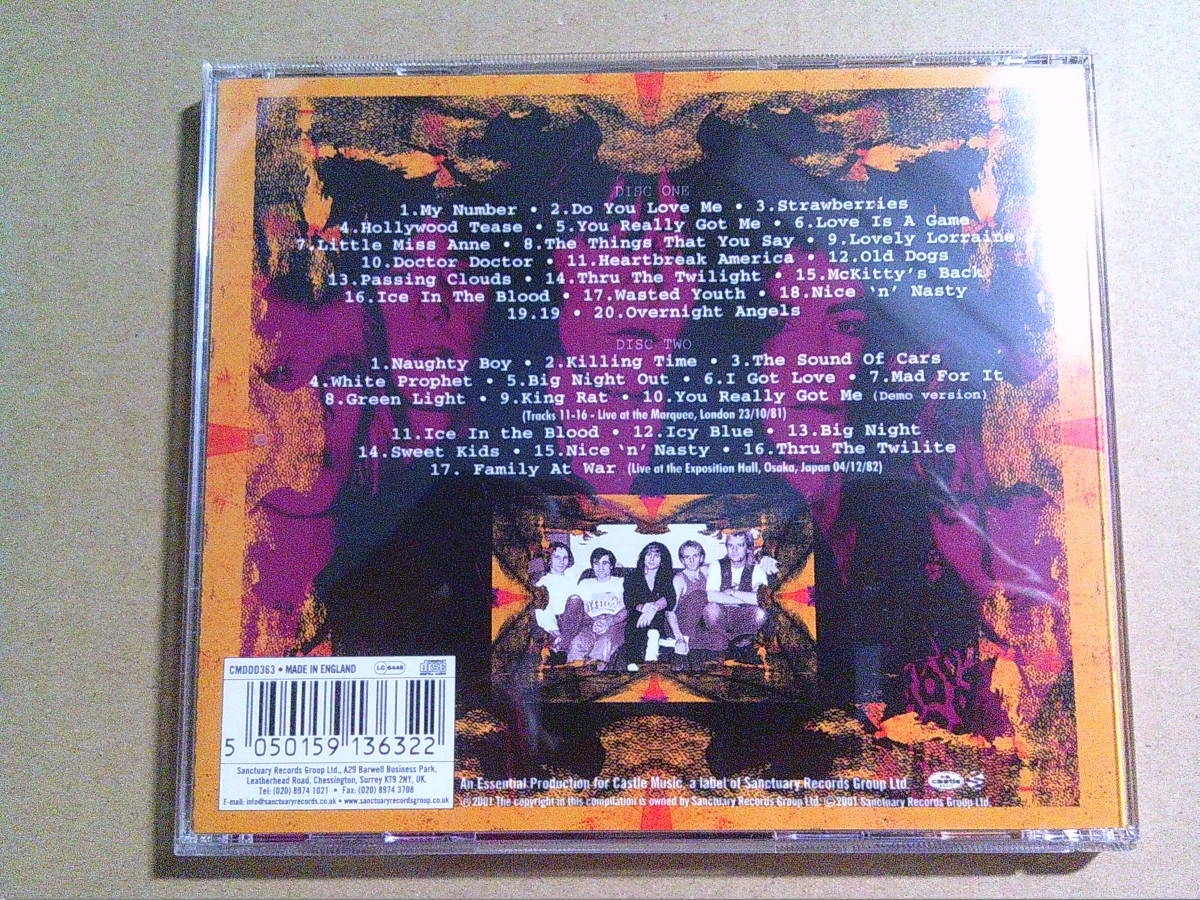 DISC ONE
1.My Number • 2.Do You Love Me • 3.Strawberries
4.Hollywood Tease • 5.You Really Got Me • 6.Love Is A Game
7.Little Miss Anne • 8.The Things That You Say • 9.Lovely Lorraine
10.Doctor Doctor • 11.Heartbreak America • 12.Old Dogs
13.Passing Clouds • 14.Thru The Twilight • 15.McKitty's Back
16.Ice In The Blood • 17.Wasted Youth • 18.Nice 'n' Nasty
19.19 • 20.Overnight Angels
DISC TWO
1.Naughty Boy • 2.Killing Time • 3.The Sound Of Cars
4.White Prophet • 5.Big Night Out • 6.I Got Love • 7.Mad For It
8.Green Light • 9.King Rat • 10.You Really Got Me (Demo version)
(Tracks 11-16 - Live at the Marquee, London 23/10/81)
11.Ice In the Blood • 12.Icy Blue • 13.Big Night
14.Sweet Kids • 15.Nice 'n' Nasty • 16.Thru The Twilite
17. Family At War (Live at the Exposition Hall, Osaka, Japan 04/12/82)
CMDDD363 • MADE IN ENGLAND LC 6448 disc
5 050159 136322
Sanctuary Records Group Ltd., A29 Barwell Business Park,
Leatherhead Road, Chessington, Surrey KT9 2NY, UK.
Tel: (020) 8974 1021 • Fax: (020) 8974 3708
E-mail: info@sanctuaryrecords.co.uk • www.sanctuaryrecordsgroup.co.uk
An Essential Production for Castle Music, a label of Sanctuary Records Group Ltd.
℗ 2001 The copyright in this compilation is owned by Sanctuary Records Group Ltd. © 2001 Sanctuary Records Group Ltd.
castle